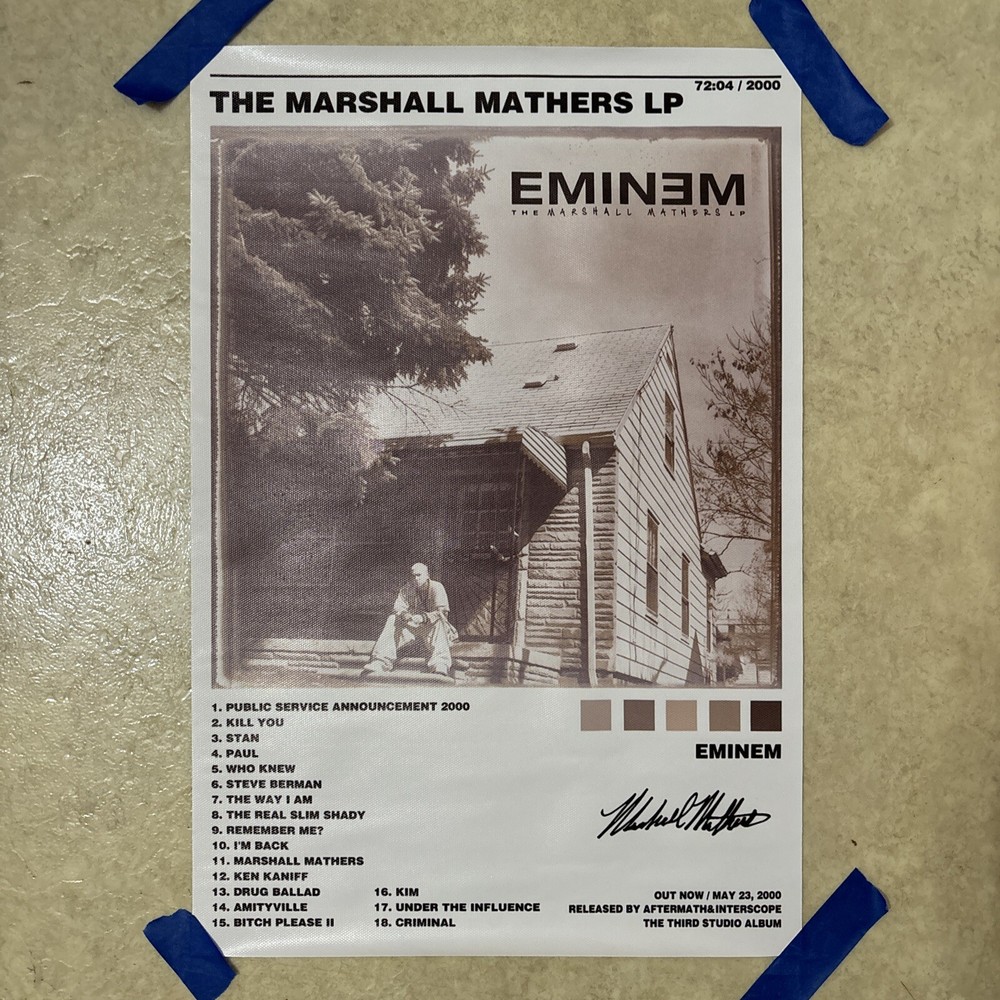 72:04 / 2000
THE MARSHALL MATHERS LP
EMINƎM
THE MARSHALL MATHERS LP
1. PUBLIC SERVICE ANNOUNCEMENT 2000
2. KILL YOU
3. STAN
4. PAUL
5. WHO KNEW
6. STEVE BERMAN
7. THE WAY I AM
8. THE REAL SLIM SHADY
9. REMEMBER ME?
10. I'M BACK
11. MARSHALL MATHERS
12. KEN KANIFF
13. DRUG BALLAD
14. AMITYVILLE
15. BITCH PLEASE II
16. KIM
17. UNDER THE INFLUENCE
18. CRIMINAL
EMINEM
Marshall Mathers
OUT NOW / MAY 23, 2000
RELEASED BY AFTERMATH&INTERSCOPE
THE THIRD STUDIO ALBUM